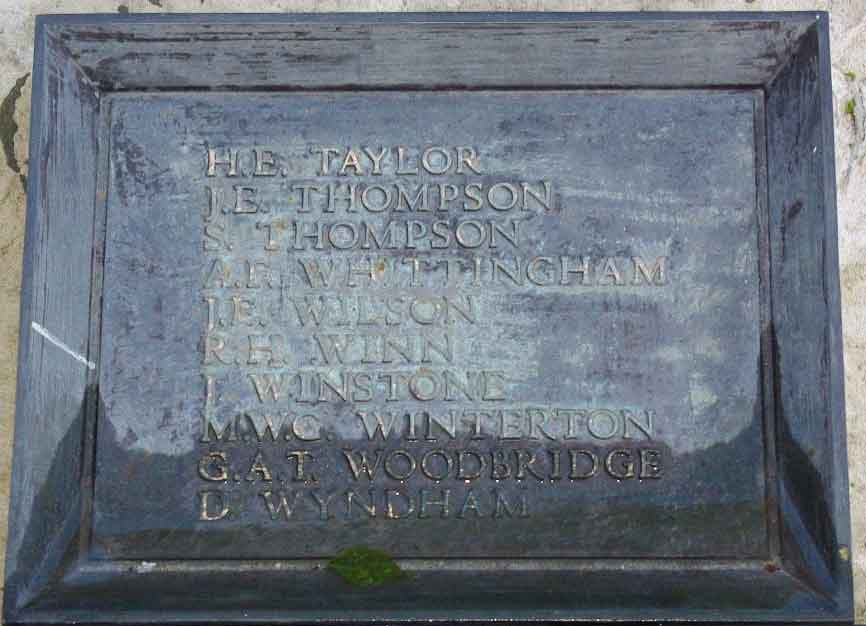 H.E. TAYLOR
J.E. THOMPSON
S. THOMPSON
A.F. WHITTINGHAM
J.E. WILSON
R.H. WINN
J. WINSTONE
M.W.G. WINTERTON
G.A.T. WOODBRIDGE
D. WYNDHAM